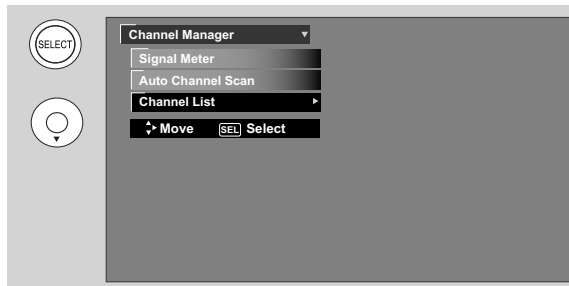 SELECT
Channel Manager
Signal Meter
Auto Channel Scan
Channel List
Move SEL Select